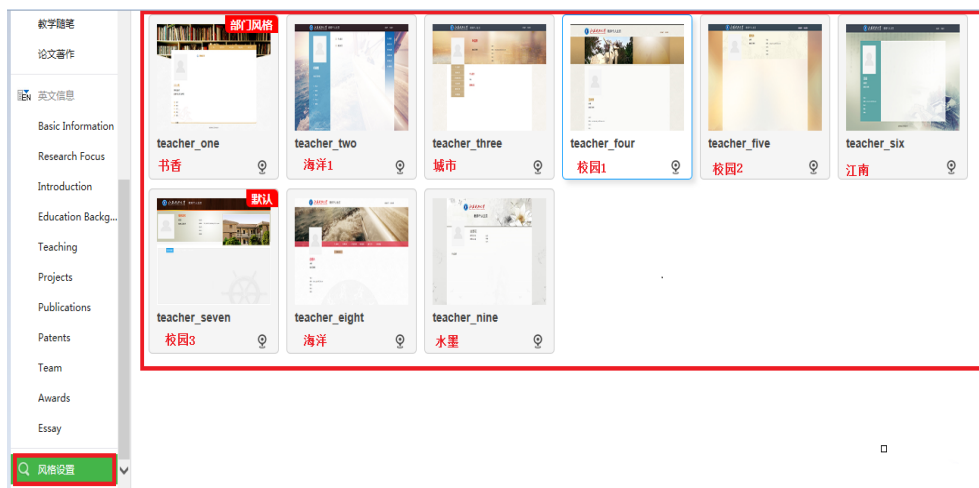 教学随笔
论文著作
EN 英文信息
Basic Information
Research Focus
Introduction
Education Backg...
Teaching
Projects
Publications
Patents
Team
Awards
Essay
风格设置
部门风格
teacher_one
书香
teacher_two
海洋1
teacher_three
城市
teacher_four
校园1
teacher_five
校园2
teacher_six
江南
默认
teacher_seven
校园3
teacher_eight
海洋
teacher_nine
水墨